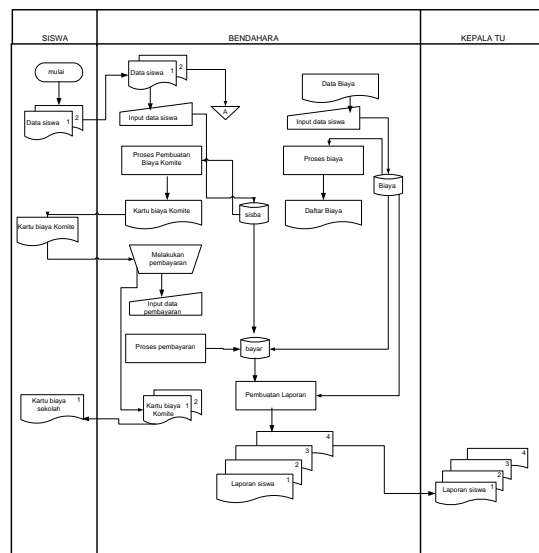 SISWA
BENDAHARA
KEPALA TU
mulai
Data siswa 1
2
Data siswa 1
2
A
Input data siswa
Data Biaya
Input data siswa
Proses Pembuatan
Biaya Komite
Proses biaya
Biaya
Kartu biaya Komite
sisba
Daftar Biaya
Kartu biaya Komite
Melakukan
pembayaran
Input data
pembayaran
Proses pembayaran
bayar
Pembuatan Laporan
Kartu biaya 1
sekolah
Kartu biaya 1
Komite
2
4
3
2
Laporan siswa 1
4
3
2
Laporan siswa 1